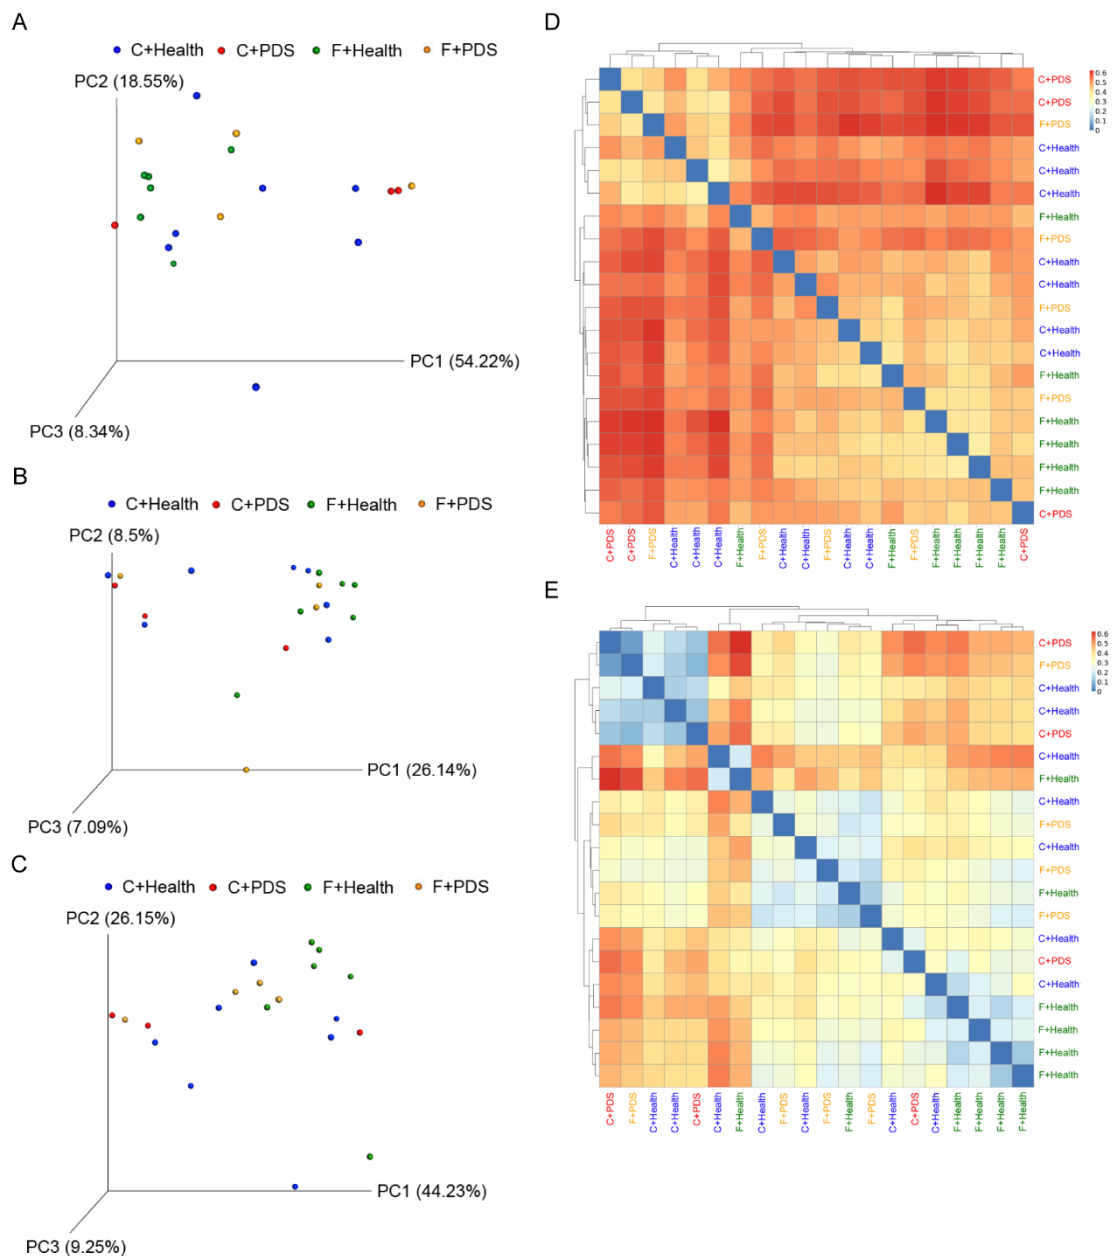 A
C+Health C+PDS F+Health F+PDS
PC2 (18.55%)
PC1 (54.22%)
PC3 (8.34%)
B
C+Health C+PDS F+Health F+PDS
PC2 (8.5%)
PC1 (26.14%)
PC3 (7.09%)
C
C+Health C+PDS F+Health F+PDS
PC2 (26.15%)
PC1 (44.23%)
PC3 (9.25%)
D
0.6
0.5
0.4
0.3
0.2
0.1
0
C+PDS
C+PDS
F+PDS
C+Health
C+Health
C+Health
F+Health
F+PDS
C+Health
C+Health
F+PDS
C+Health
C+Health
F+Health
F+PDS
F+Health
F+Health
F+Health
F+Health
C+PDS
C+PDS C+PDS F+PDS C+Health C+Health C+Health F+Health F+PDS C+Health C+Health F+PDS C+Health C+Health F+Health F+PDS F+Health F+Health F+Health F+Health C+PDS
E
0.6
0.5
0.4
0.3
0.2
0.1
0
C+PDS
F+PDS
C+Health
C+Health
C+PDS
C+Health
F+Health
C+Health
F+PDS
C+Health
F+PDS
F+Health
F+PDS
C+Health
C+PDS
C+Health
F+Health
F+Health
F+Health
F+Health
C+PDS F+PDS C+Health C+Health C+PDS C+Health F+Health C+Health F+PDS C+Health F+PDS F+Health F+PDS C+Health C+PDS C+Health F+Health F+Health F+Health F+Health